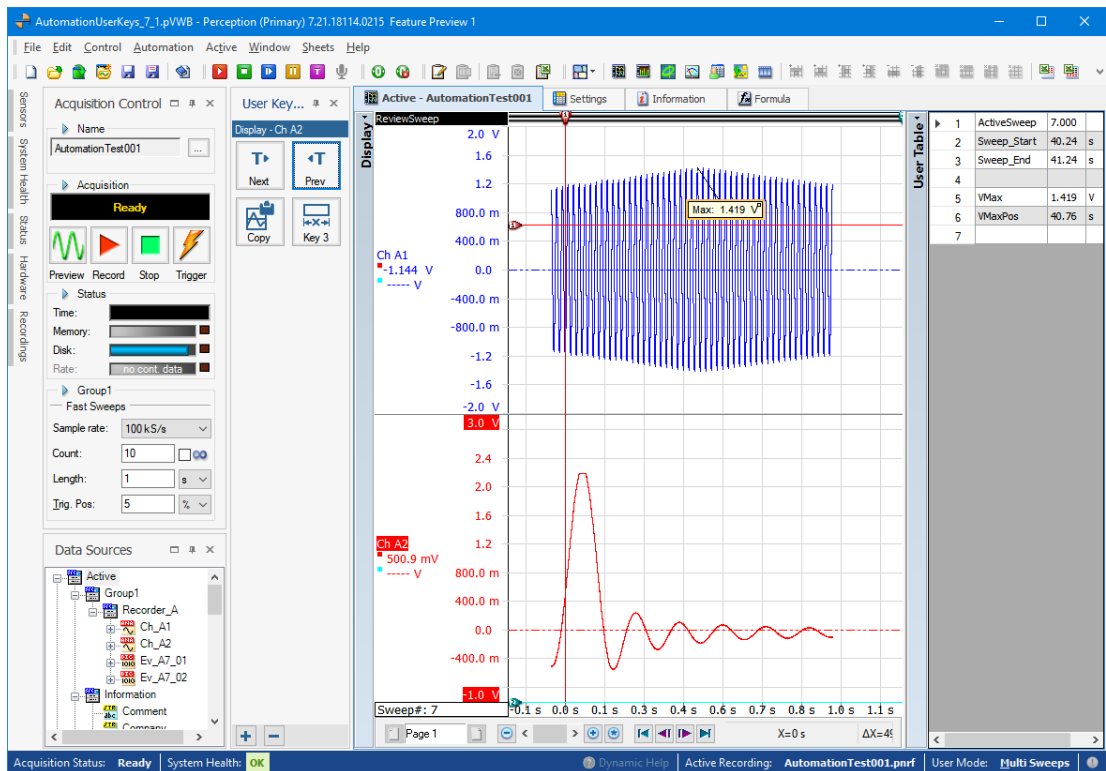 AutomationUserKeys_7_1.pVWB - Perception (Primary) 7.21.18114.0215 Feature Preview 1
File Edit Control Automation Active Window Sheets Help
Sensors
System Health
Status
Hardware
Recordings
Acquisition Control
Name
AutomationTest001 ...
Acquisition
Ready
Preview Record Stop Trigger
Status
Time:
Memory:
Disk:
Rate: no cont. data
Group1
Fast Sweeps
Sample rate: 100 kS/s
Count: 10
Length: 1 s
Trig. Pos: 5 %
Data Sources
Active
Group1
Recorder_A
Ch_A1
Ch_A2
Ev_A7_01
Ev_A7_02
Information
Comment
Company
User Key...
Display - Ch A2
Next Prev
Copy Key 3
Active - AutomationTest001 Settings Information Formula
Display
ReviewSweep
2.0 V
1.6
1.2
800.0 m
400.0 m
0.0
-400.0 m
-800.0 m
-1.2
-1.6
-2.0 V
Ch A1
-1.144 V
----- V
Max: 1.419 V
3.0 V
2.4
2.0
1.6
1.2
800.0 m
400.0 m
0.0
-400.0 m
-1.0 V
Ch A2
500.9 mV
----- V
Sweep#: 7
-0.1 s 0.0 s 0.1 s 0.3 s 0.4 s 0.6 s 0.7 s 0.8 s 1.0 s 1.1 s
Page 1 X=0 s ΔX=49
User Table
1 ActiveSweep 7.000
2 Sweep_Start 40.24 s
3 Sweep_End 41.24 s
4
5 VMax 1.419 V
6 VMaxPos 40.76 s
7
Acquisition Status: Ready System Health: OK Dynamic Help Active Recording: AutomationTest001.pnrf User Mode: Multi Sweeps